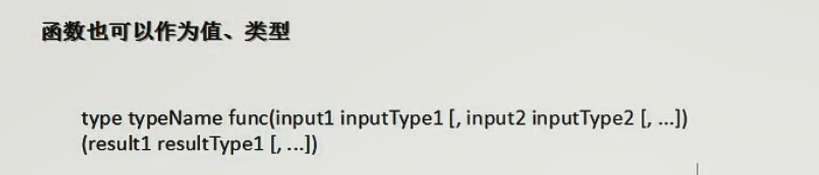 函数也可以作为值、类型
type typeName func(input1 inputType1 [, input2 inputType2 [, ...])
(result1 resultType1 [, ...])